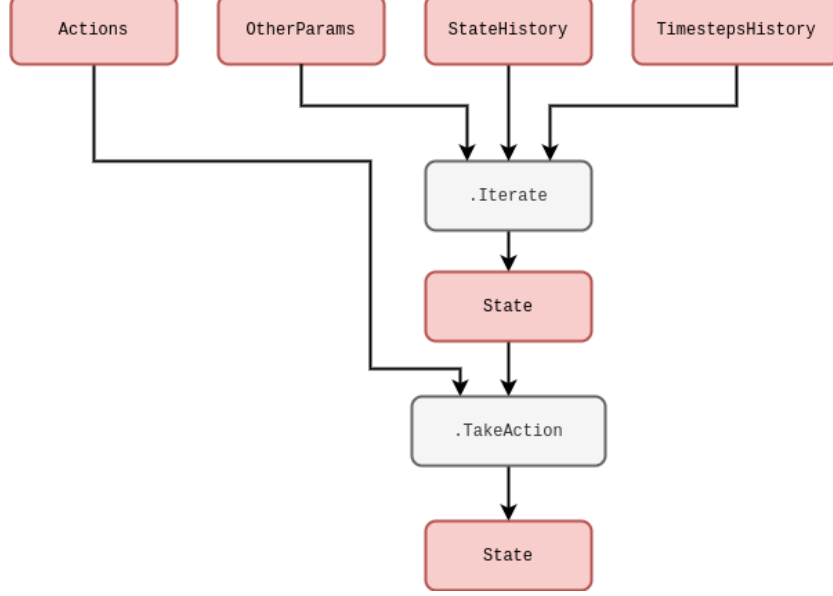 Actions
OtherParams
StateHistory
TimestepsHistory
.Iterate
State
.TakeAction
State